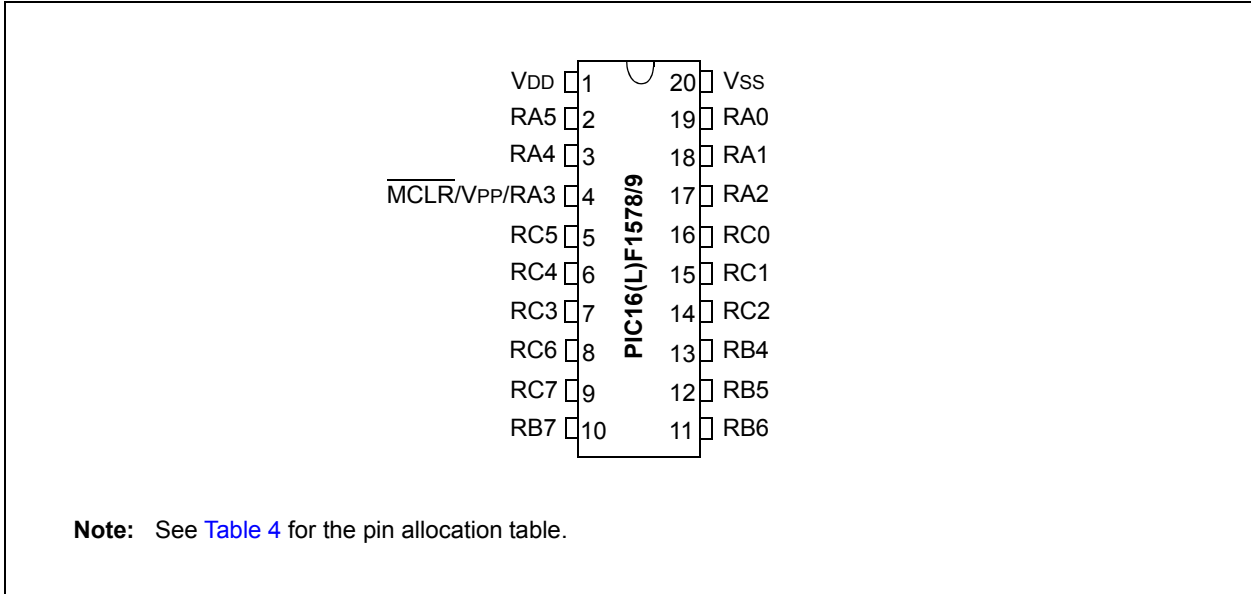 VDD 1 20 VSS
RA5 2 19 RA0
RA4 3 18 RA1
MCLR/VPP/RA3 4 17 RA2
RC5 5 16 RC0
RC4 6 15 RC1
RC3 7 14 RC2
RC6 8 13 RB4
RC7 9 12 RB5
RB7 10 11 RB6
PIC16(L)F1578/9
Note: See Table 4 for the pin allocation table.